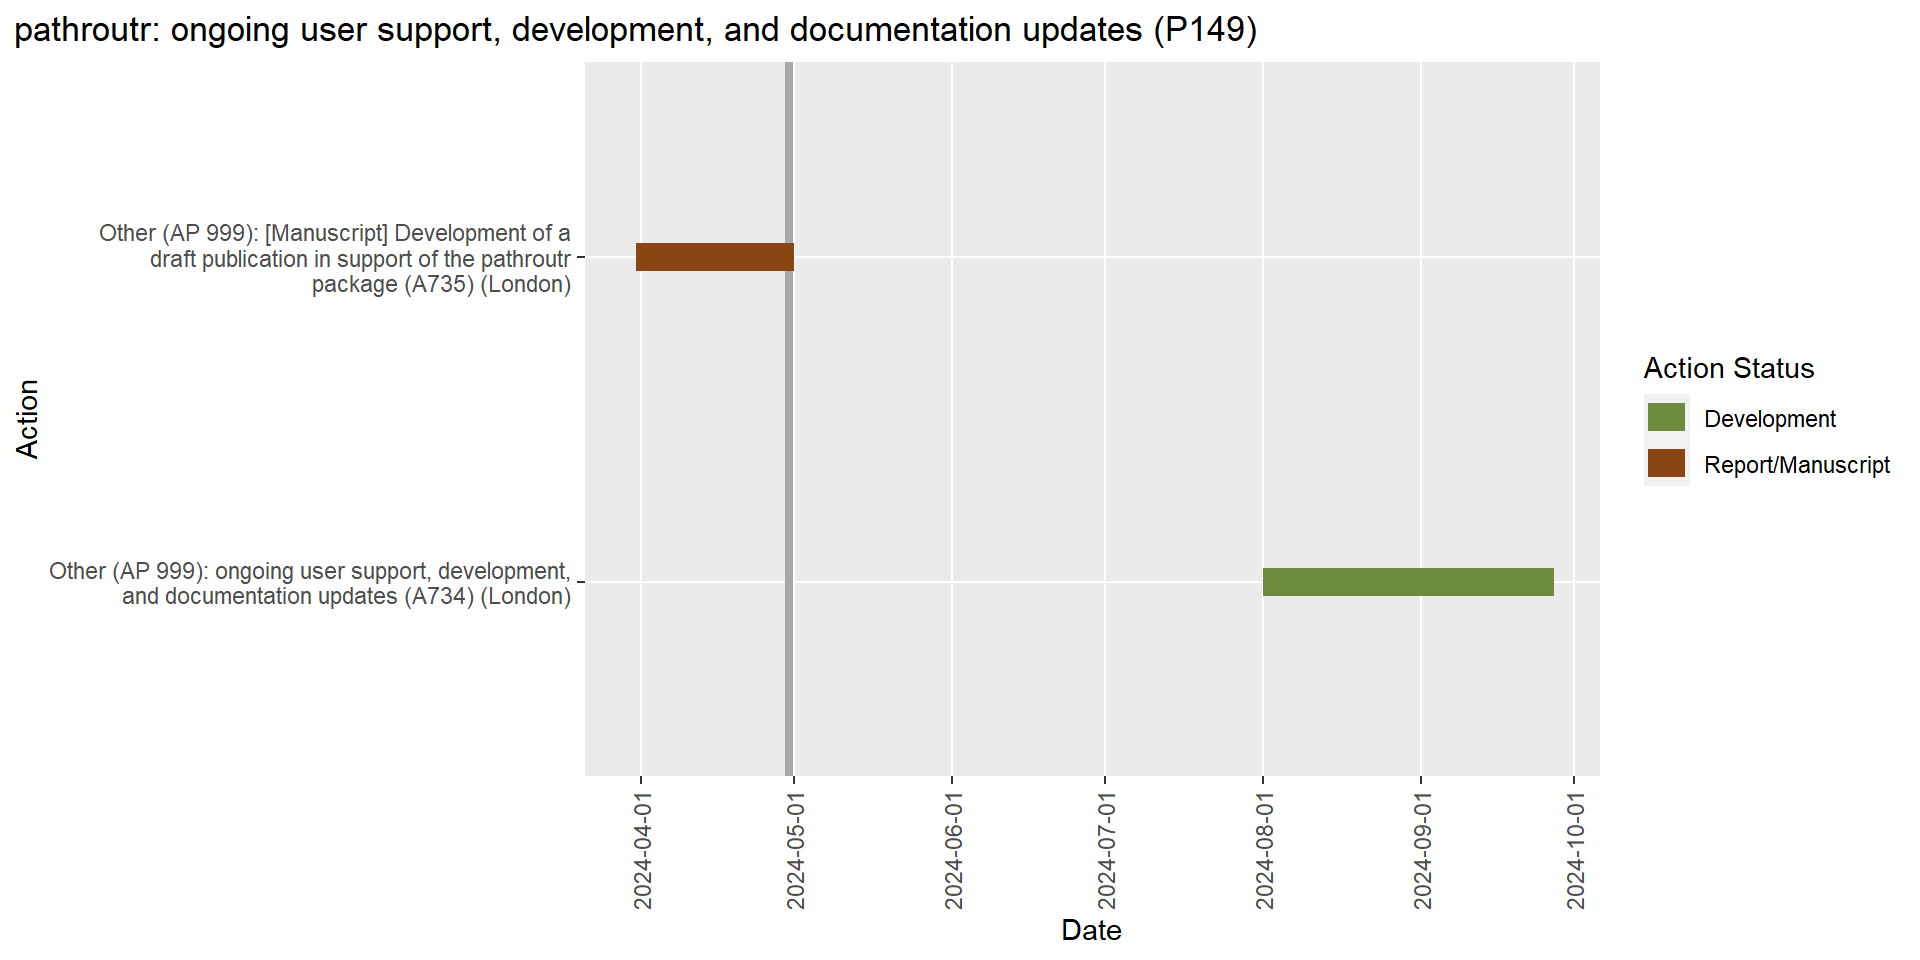 pathroutr: ongoing user support, development, and documentation updates (P149)
Other (AP 999): [Manuscript] Development of a
draft publication in support of the pathroutr
package (A735) (London)
Other (AP 999): ongoing user support, development,
and documentation updates (A734) (London)
Action
2024-04-01
2024-05-01
2024-06-01
2024-07-01
2024-08-01
2024-09-01
2024-10-01
Date
Action Status
Development
Report/Manuscript